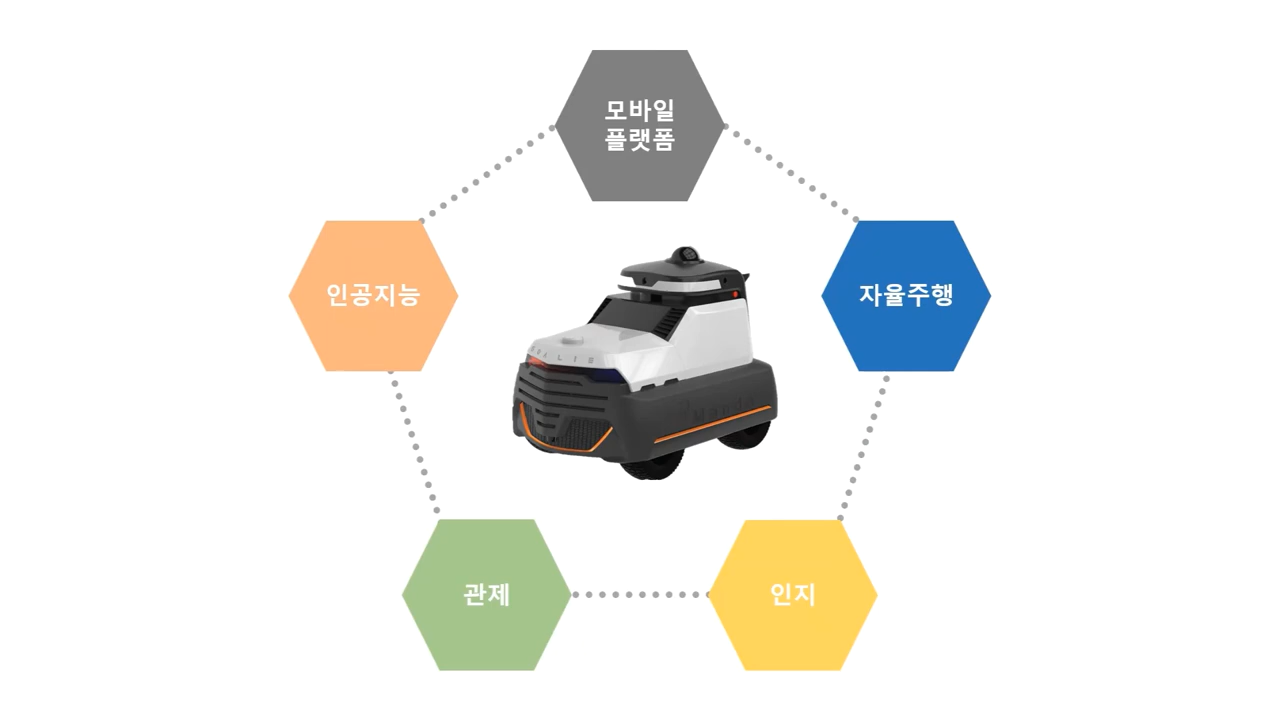 모바일
플랫폼
인공지능
자율주행
관제
인지